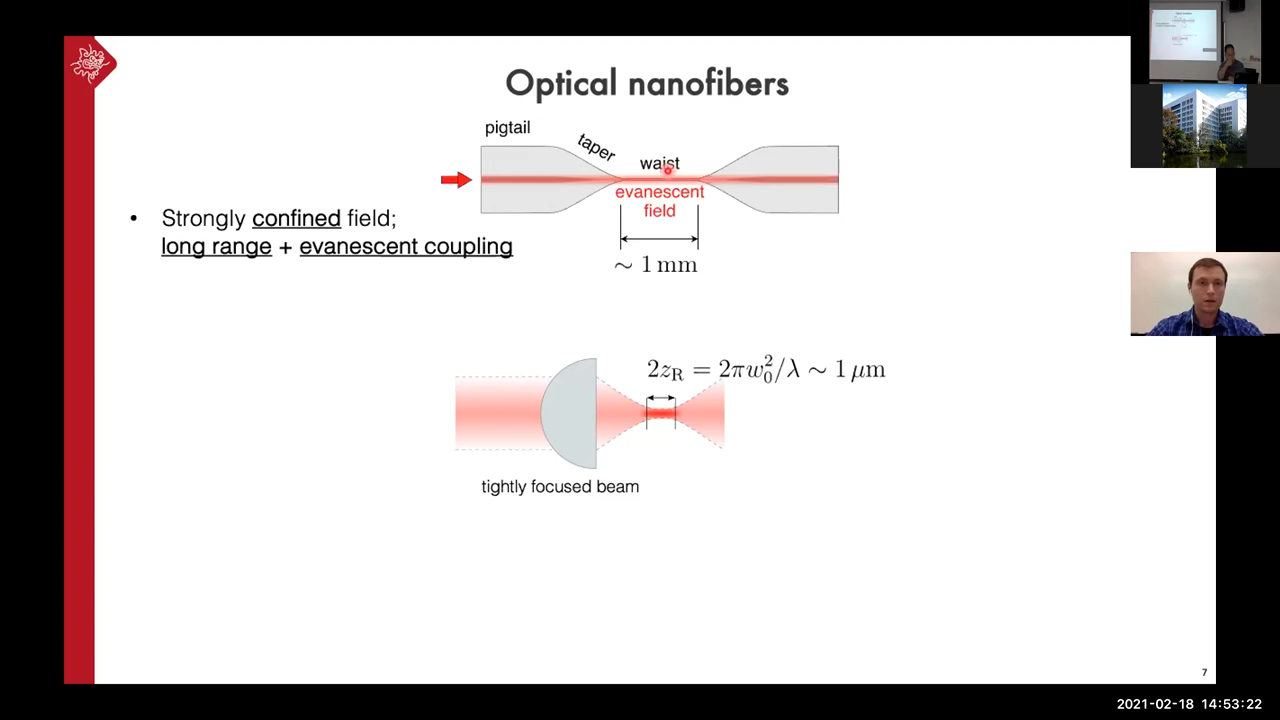 Optical nanofibers
pigtail
taper
waist
evanescent
field
∼ 1 mm
• Strongly confined field;
long range + evanescent coupling
2z_R = 2πw_0^2/λ ∼ 1 μm
tightly focused beam
7
2021-02-18 14:53:22